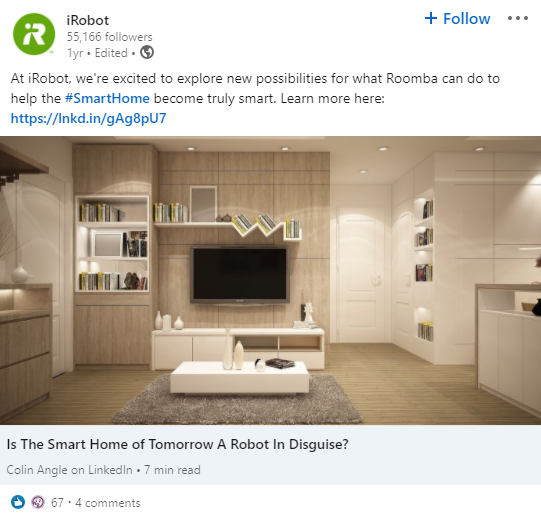 iRobot
+ Follow
55,166 followers
1yr • Edited •
At iRobot, we're excited to explore new possibilities for what Roomba can do to
help the #SmartHome become truly smart. Learn more here:
https://lnkd.in/gAg8pU7
Is The Smart Home of Tomorrow A Robot In Disguise?
Colin Angle on LinkedIn • 7 min read
67 • 4 comments